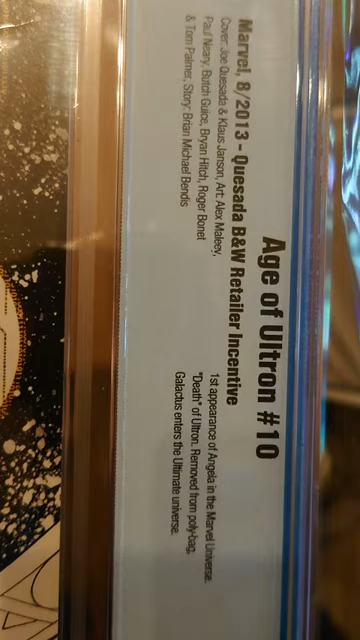 Age of Ultron #10
Marvel, 8/2013 - Quesada B&W Retailer Incentive
Cover: Joe Quesada & Klaus Janson, Art: Alex Maleev,
Paul Neary, Butch Guice, Bryan Hitch, Roger Bonet
& Tom Palmer, Story: Brian Michael Bendis
1st appearance of Angela in the Marvel Universe.
"Death" of Ultron. Removed from poly-bag.
Galactus enters the Ultimate universe.